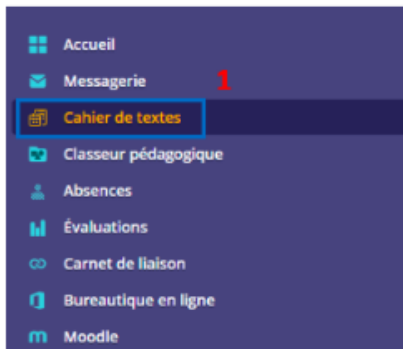 Accueil
Messagerie
1
Cahier de textes
Classeur pédagogique
Absences
Évaluations
Carnet de liaison
Bureautique en ligne
Moodle